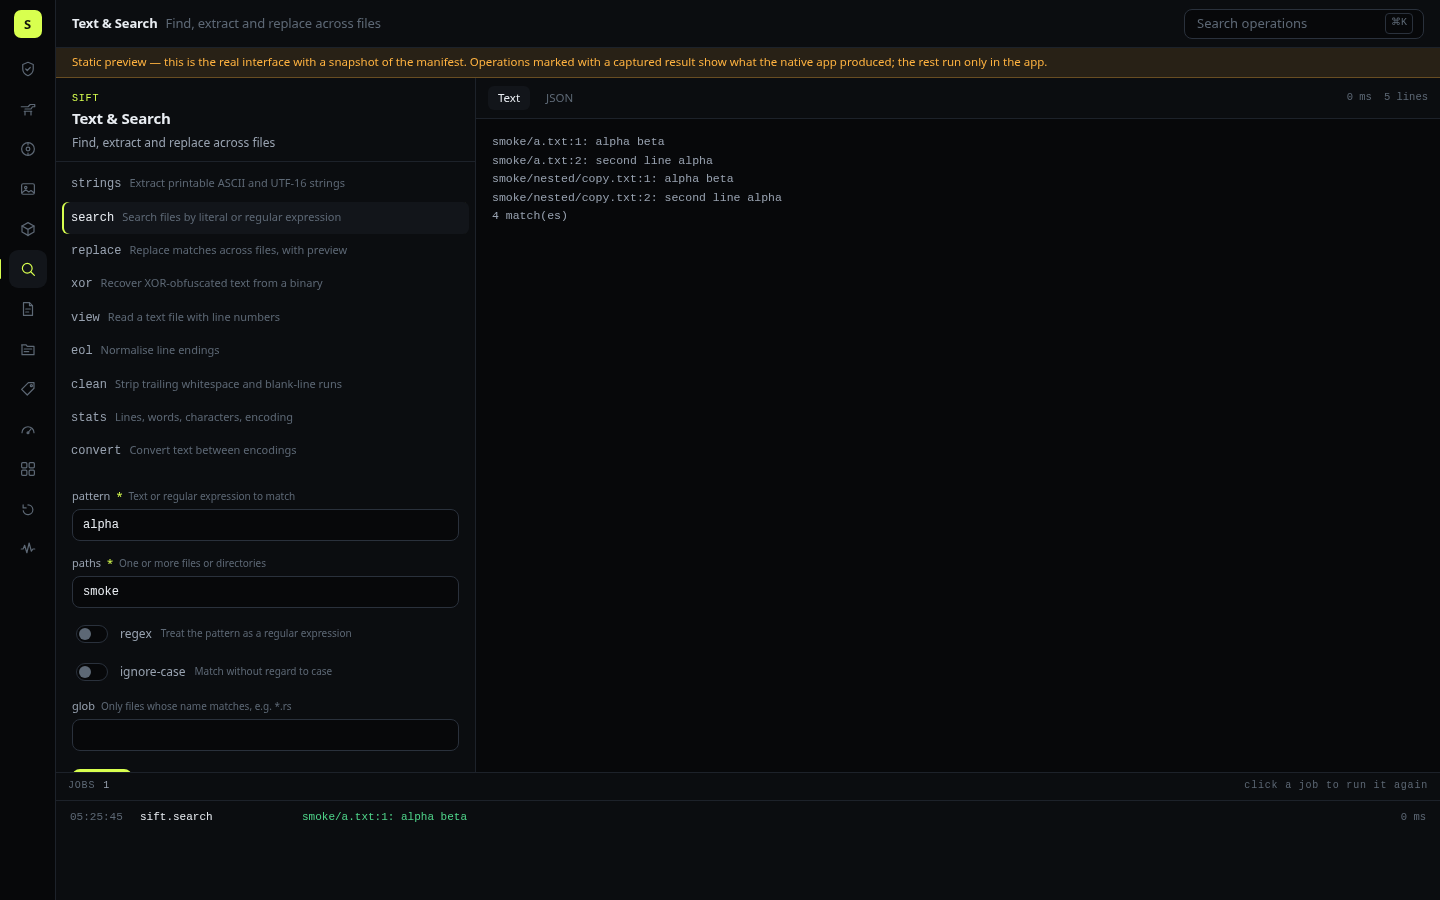 S
Text & Search Find, extract and replace across files
Search operations ⌘K
Static preview — this is the real interface with a snapshot of the manifest. Operations marked with a captured result show what the native app produced; the rest run only in the app.
SIFT
Text & Search
Find, extract and replace across files
strings Extract printable ASCII and UTF-16 strings
search Search files by literal or regular expression
replace Replace matches across files, with preview
xor Recover XOR-obfuscated text from a binary
view Read a text file with line numbers
eol Normalise line endings
clean Strip trailing whitespace and blank-line runs
stats Lines, words, characters, encoding
convert Convert text between encodings
pattern * Text or regular expression to match
alpha
paths * One or more files or directories
smoke
regex Treat the pattern as a regular expression
ignore-case Match without regard to case
glob Only files whose name matches, e.g. *.rs
Text JSON
0 ms 5 lines
smoke/a.txt:1: alpha beta
smoke/a.txt:2: second line alpha
smoke/nested/copy.txt:1: alpha beta
smoke/nested/copy.txt:2: second line alpha
4 match(es)
JOBS 1
click a job to run it again
05:25:45 sift.search smoke/a.txt:1: alpha beta 0 ms